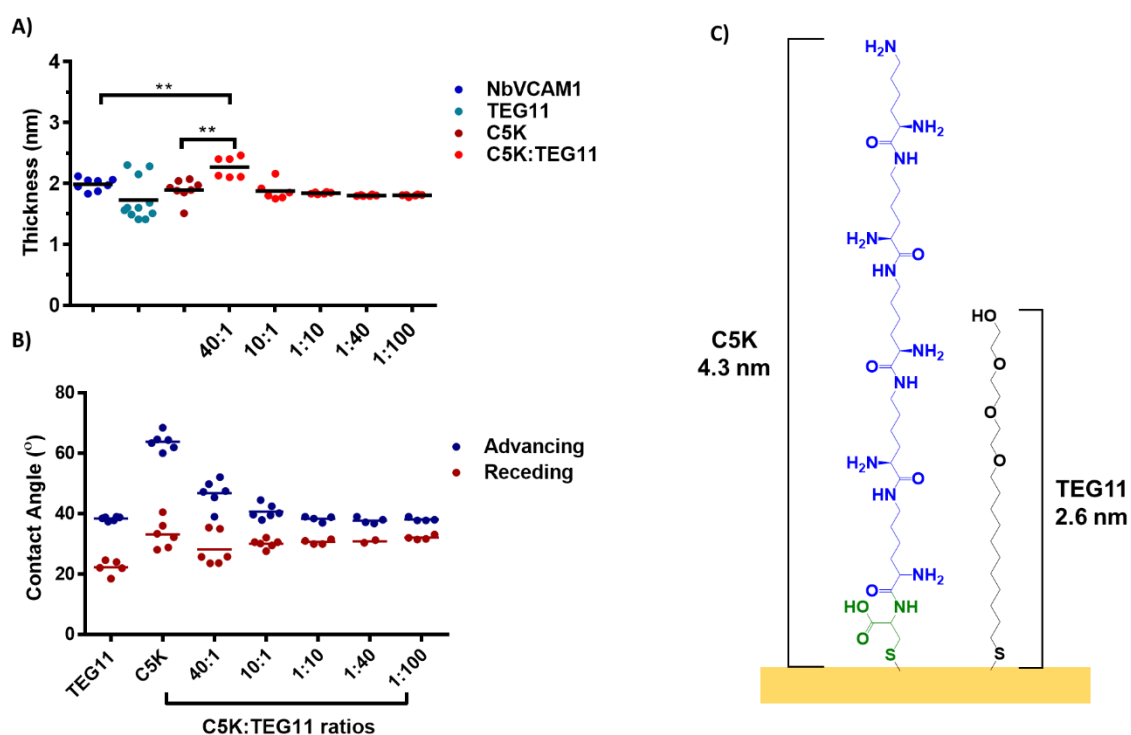 A)
Thickness (nm)
4
3
2
1
0
**
**
NbVCAM1
TEG11
C5K
C5K:TEG11
40:1
10:1
1:10
1:40
1:100
B)
Contact Angle (°)
80
60
40
20
0
Advancing
Receding
TEG11
C5K
40:1
10:1
1:10
1:40
1:100
C5K:TEG11 ratios
C)
C5K
4.3 nm
H₂N
NH₂
O
NH
H₂N
O
HN
NH₂
O
NH
H₂N
O
HN
NH₂
O
NH
HO
O
S
HO
O
O
O
S
TEG11
2.6 nm